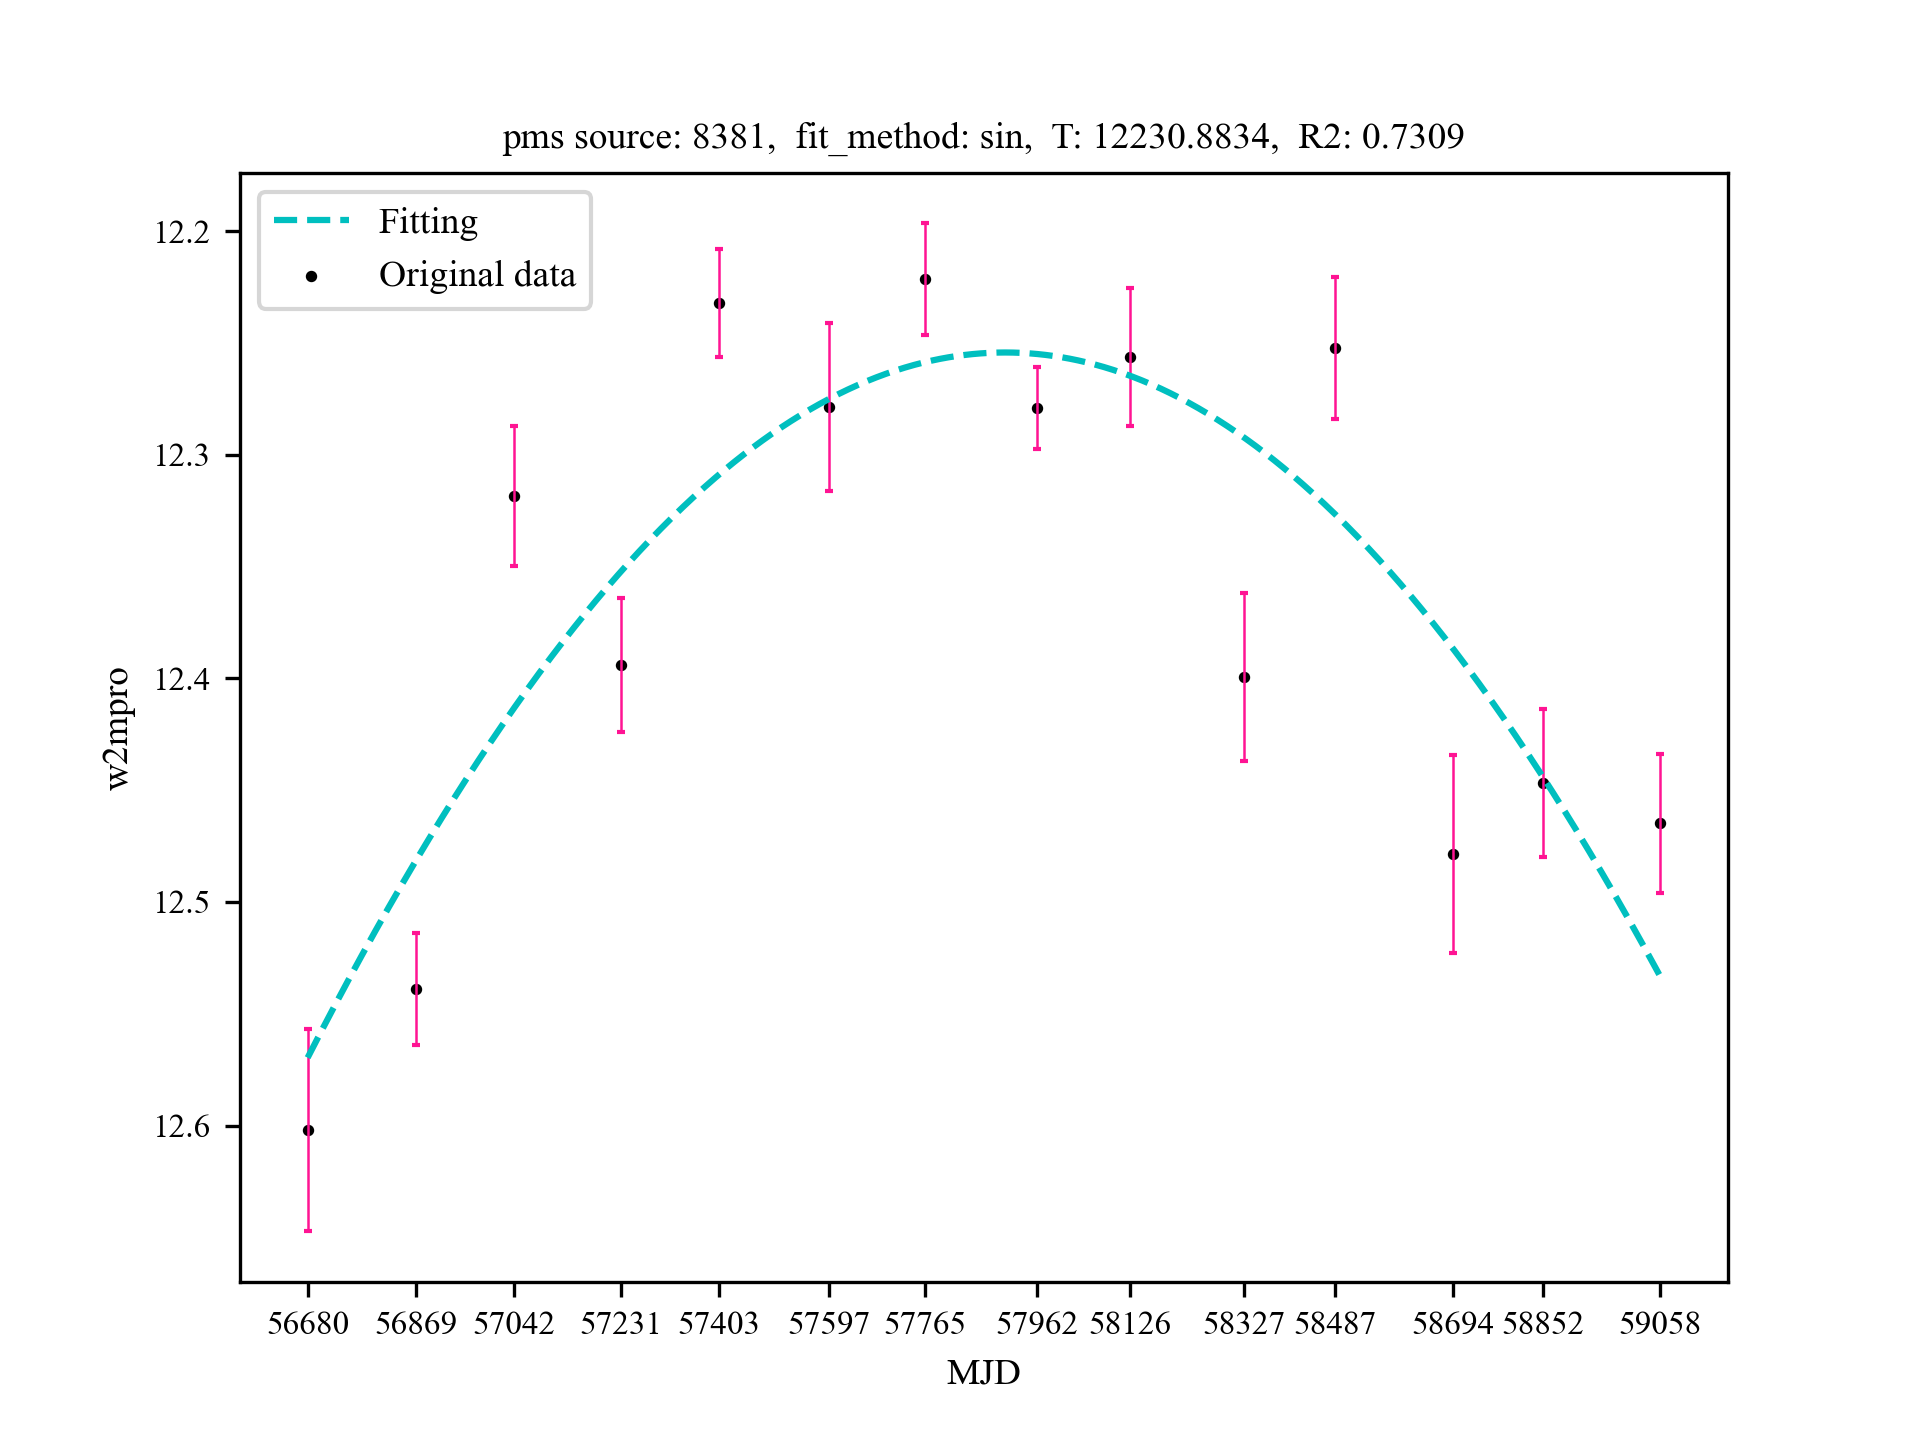 pms source: 8381,  fit_method: sin,  T: 12230.8834,  R2: 0.7309
Fitting
Original data
12.2
12.3
12.4
12.5
12.6
w2mpro
56680 56869 57042 57231 57403 57597 57765 57962 58126 58327 58487 58694 58852 59058
MJD